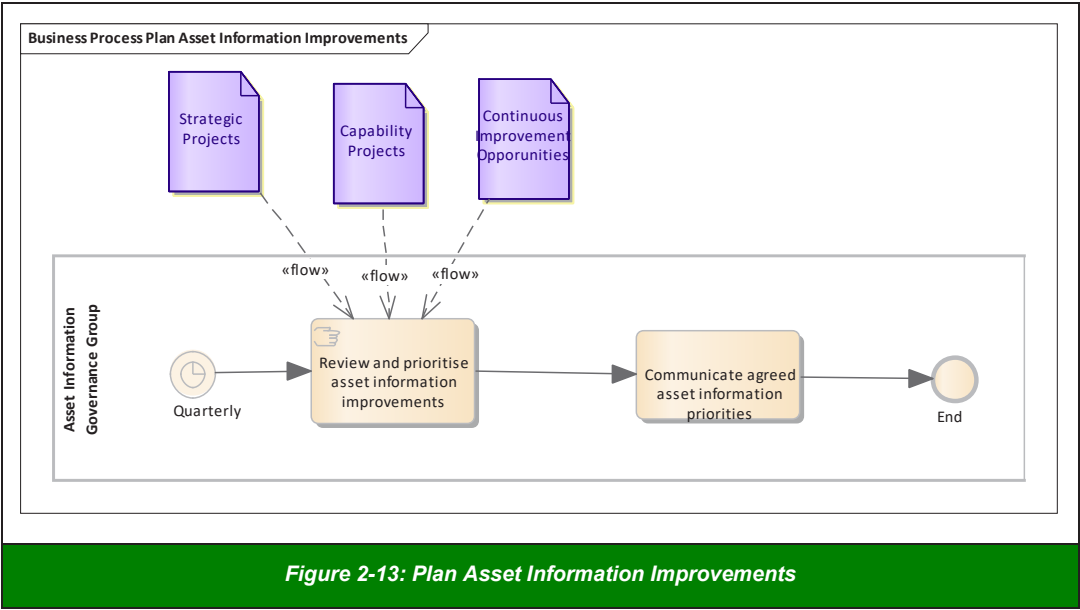 Business Process Plan Asset Information Improvements
Strategic
Projects
Capability
Projects
Continuous
Improvement
Opporunities
«flow»
«flow»
«flow»
Asset Information
Governance Group
Quarterly
Review and prioritise
asset information
improvements
Communicate agreed
asset information
priorities
End
Figure 2-13: Plan Asset Information Improvements